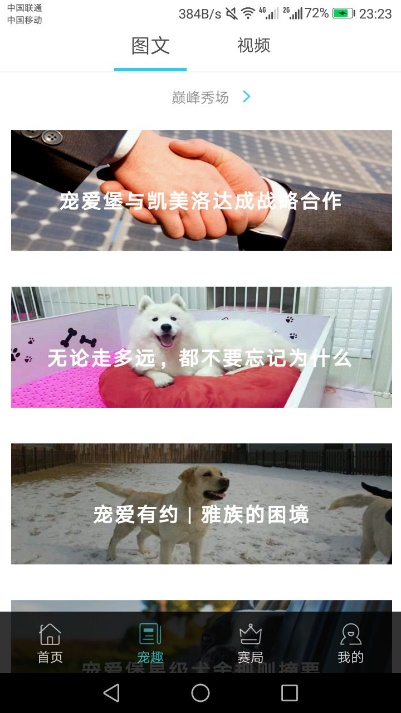 中国联通
中国移动
384B/s
4G
2G
72%
23:23
图文
视频
巅峰秀场
宠爱堡与凯美洛达成战略合作
无论走多远，都不要忘记为什么
宠爱有约 | 雅族的困境
首页
宠趣
赛局
我的